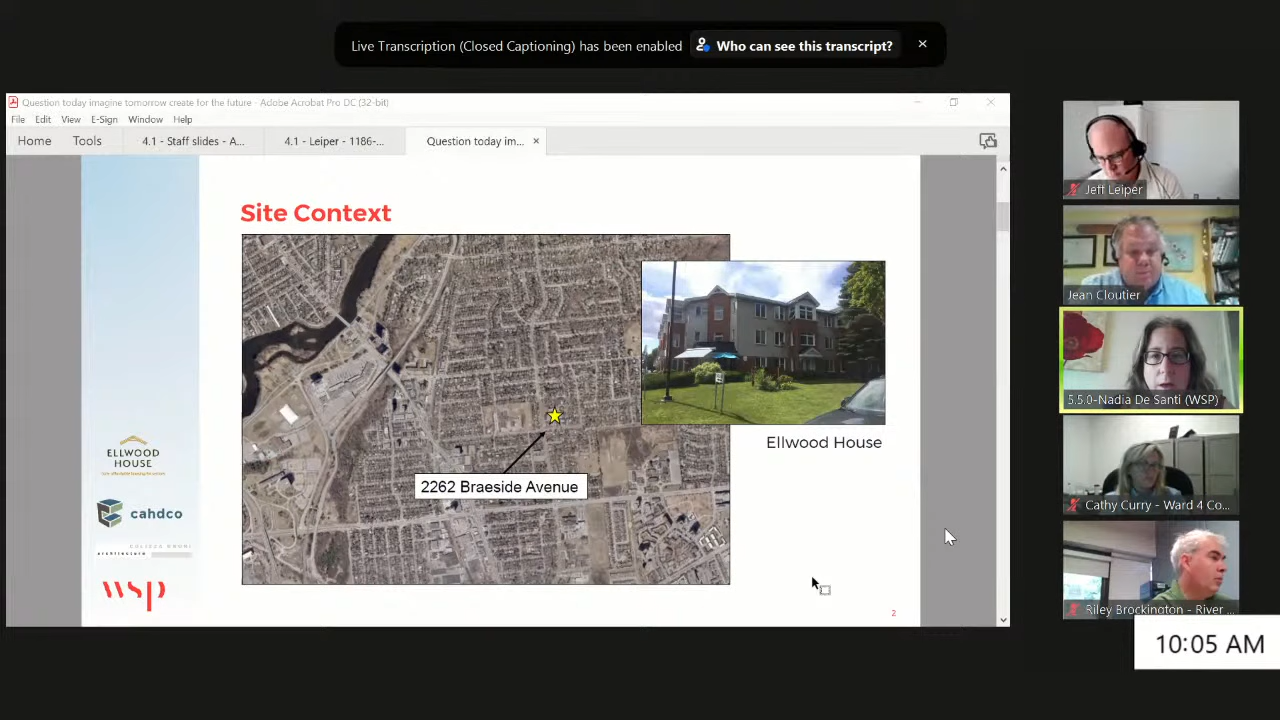 Live Transcription (Closed Captioning) has been enabled
Who can see this transcript?
Question today imagine tomorrow create for the future - Adobe Acrobat Pro DC (32-bit)
File Edit View E-Sign Window Help
Home Tools 4.1 - Staff slides - A... 4.1 - Leiper - 1186-... Question today im...
Site Context
2262 Braeside Avenue
Ellwood House
ELLWOOD
HOUSE
cahdco
wsp
2
Jeff Leiper
Jean Cloutier
5.5.0-Nadia De Santi (WSP)
Cathy Curry - Ward 4 Co...
Riley Brockington - River ...
10:05 AM